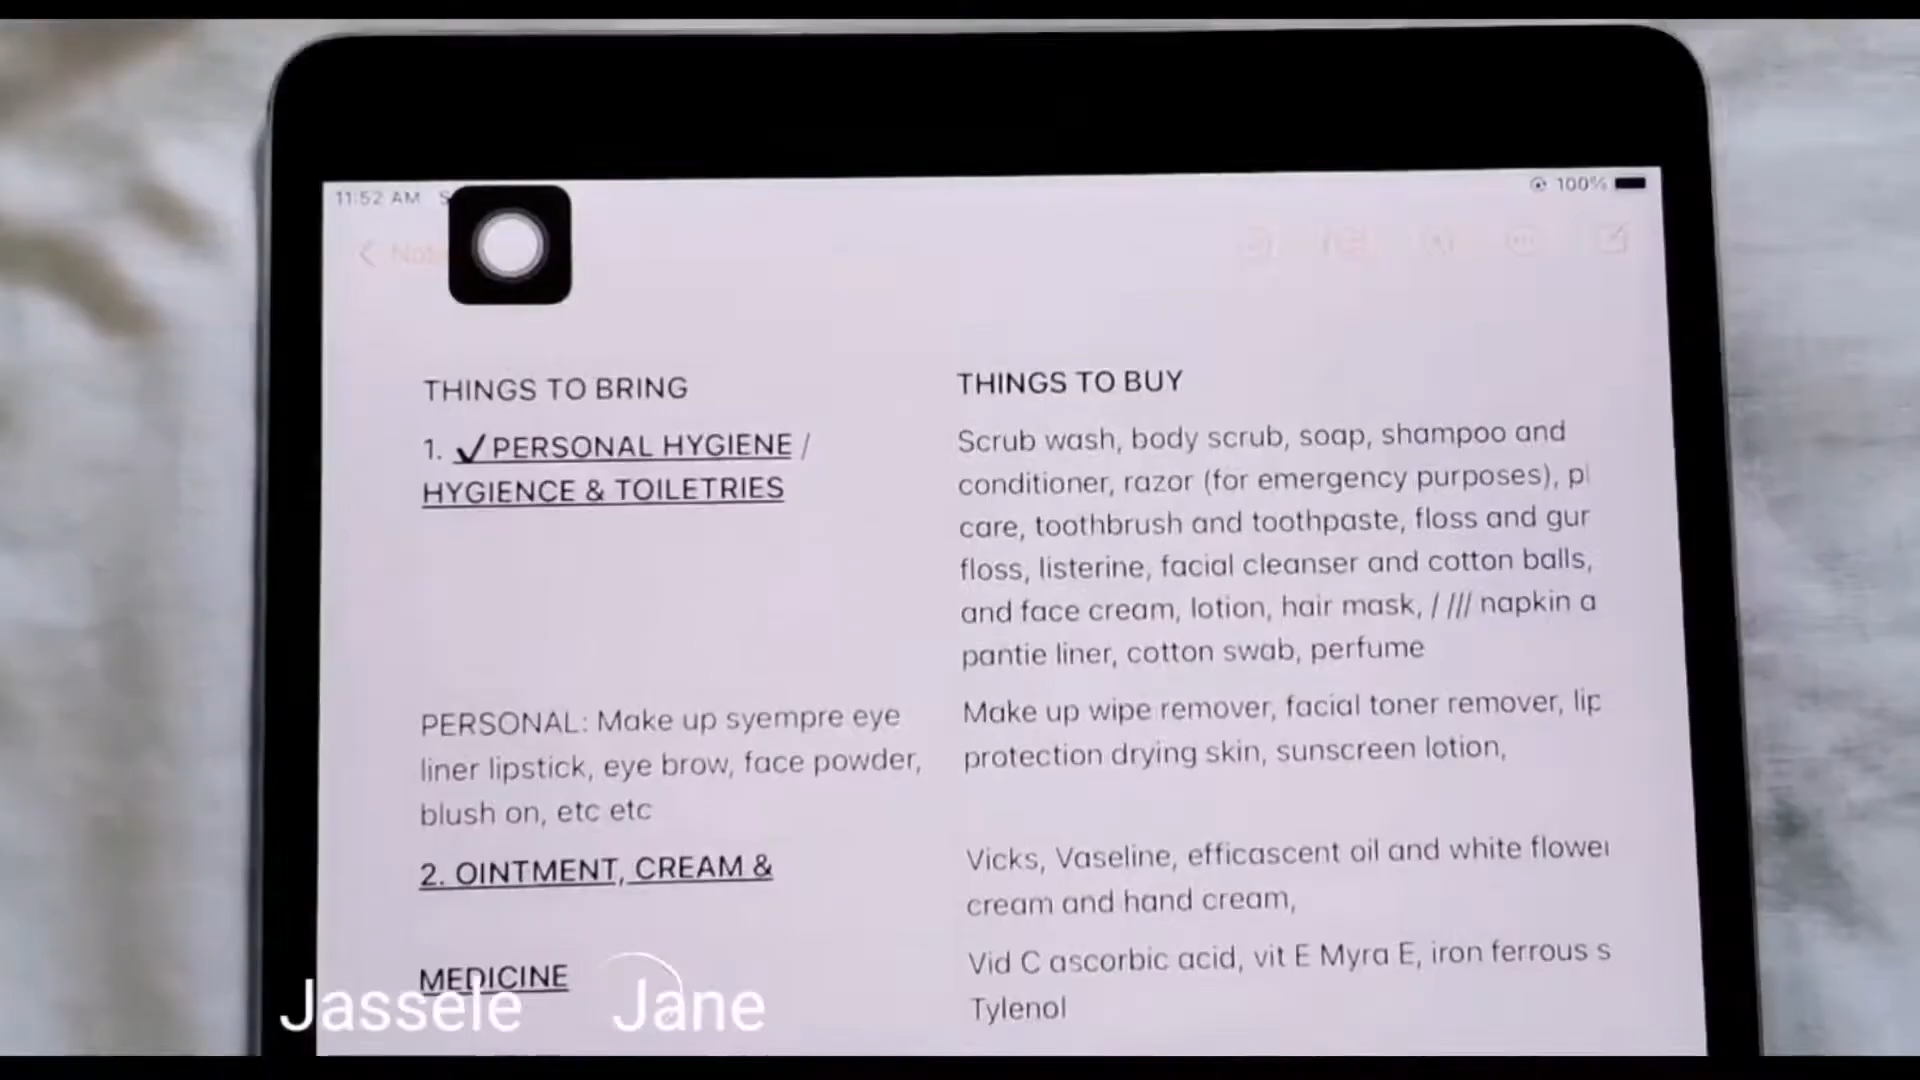 11:52 AM
100%
THINGS TO BRING
1. ✓PERSONAL HYGIENE /
HYGIENCE & TOILETRIES
THINGS TO BUY
Scrub wash, body scrub, soap, shampoo and
conditioner, razor (for emergency purposes),
care, toothbrush and toothpaste, floss and
floss, listerine, facial cleanser and cotton balls,
and face cream, lotion, hair mask, / /// napkin a
pantie liner, cotton swab, perfume
PERSONAL: Make up syempre eye
liner lipstick, eye brow, face powder,
blush on, etc etc
Make up wipe remover, facial toner remover, lip
protection drying skin, sunscreen lotion,
2. OINTMENT, CREAM &
Vicks, Vaseline, efficascent oil and white flower
cream and hand cream,
MEDICINE
Vid C ascorbic acid, vit E Myra E, iron ferrous s
Tylenol
Jassele Jane